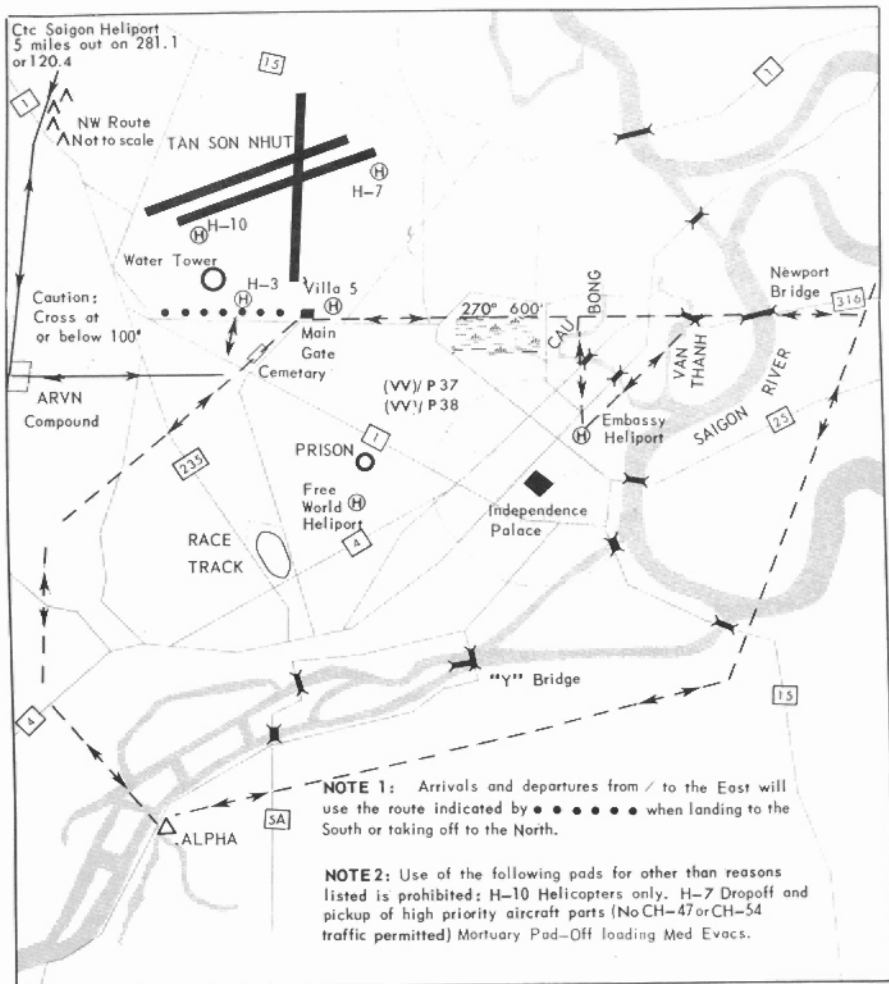 Ctc Saigon Heliport
5 miles out on 281.1
or 120.4
15
1
1
NW Route
Not to scale
TAN SON NHUT
H-7
H-10
Water Tower
H-3
Villa 5
Newport
Bridge
316
Caution:
Cross at
or below 100'
270° 600'
CAU
BONG
Main
Gate
Cemetary
VAN
THANH
ARVN
Compound
(VV)/ P37
(VV)/ P38
SAIGON RIVER
25
Embassy
Heliport
H
H
H
H
H
H
1
PRISON
235
Free
World
Heliport
Independence
Palace
4
RACE
TRACK
"Y" Bridge
15
4
NOTE 1: Arrivals and departures from / to the East will
use the route indicated by • • • • • • when landing to the
South or taking off to the North.
5A
ALPHA
NOTE 2: Use of the following pads for other than reasons
listed is prohibited: H-10 Helicopters only. H-7 Dropoff and
pickup of high priority aircraft parts (No CH-47 or CH-54
traffic permitted) Mortuary Pad-Off loading Med Evacs.